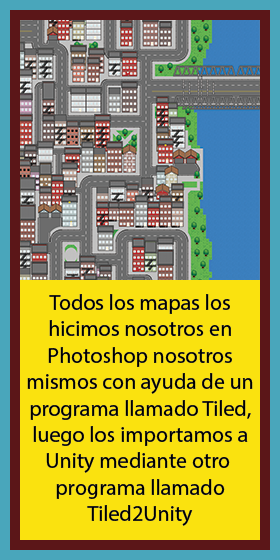 Todos los mapas los
hicimos nosotros en
Photoshop nosotros
mismos con ayuda de un
programa llamado Tiled,
luego los importamos a
Unity mediante otro
programa llamado
Tiled2Unity